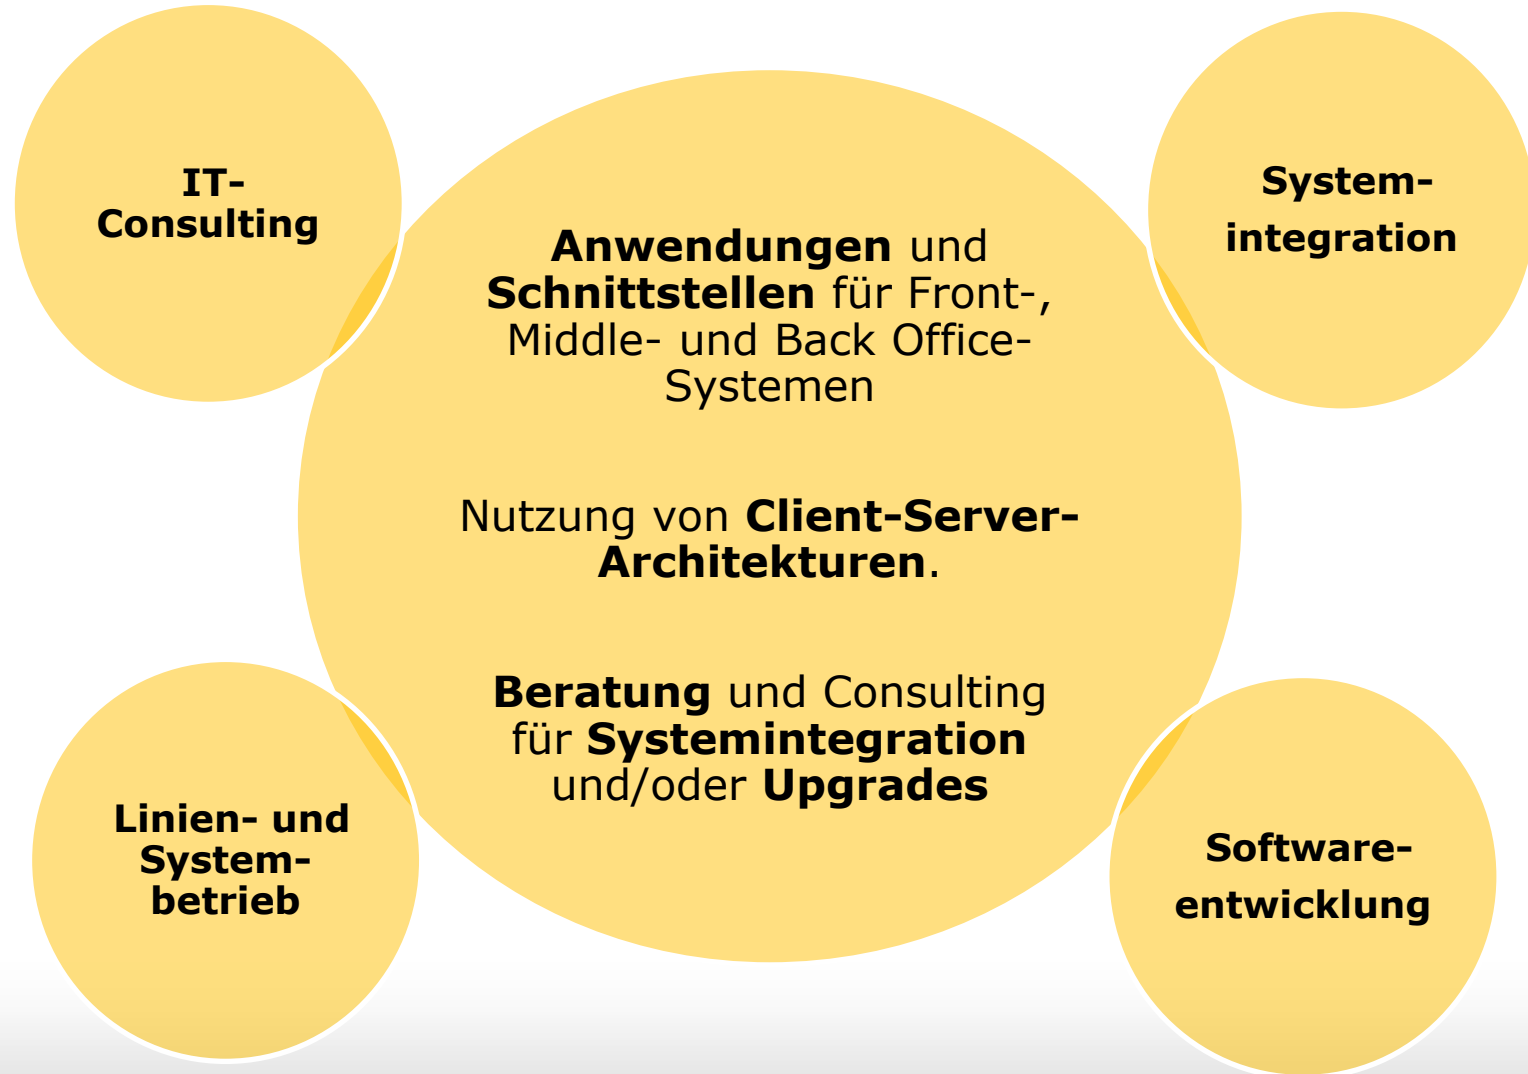 IT-
Consulting
System-
integration
Anwendungen und
Schnittstellen für Front-,
Middle- und Back Office-
Systemen
Nutzung von Client-Server-
Architekturen.
Beratung und Consulting
für Systemintegration
und/oder Upgrades
Linien- und
System-
betrieb
Software-
entwicklung